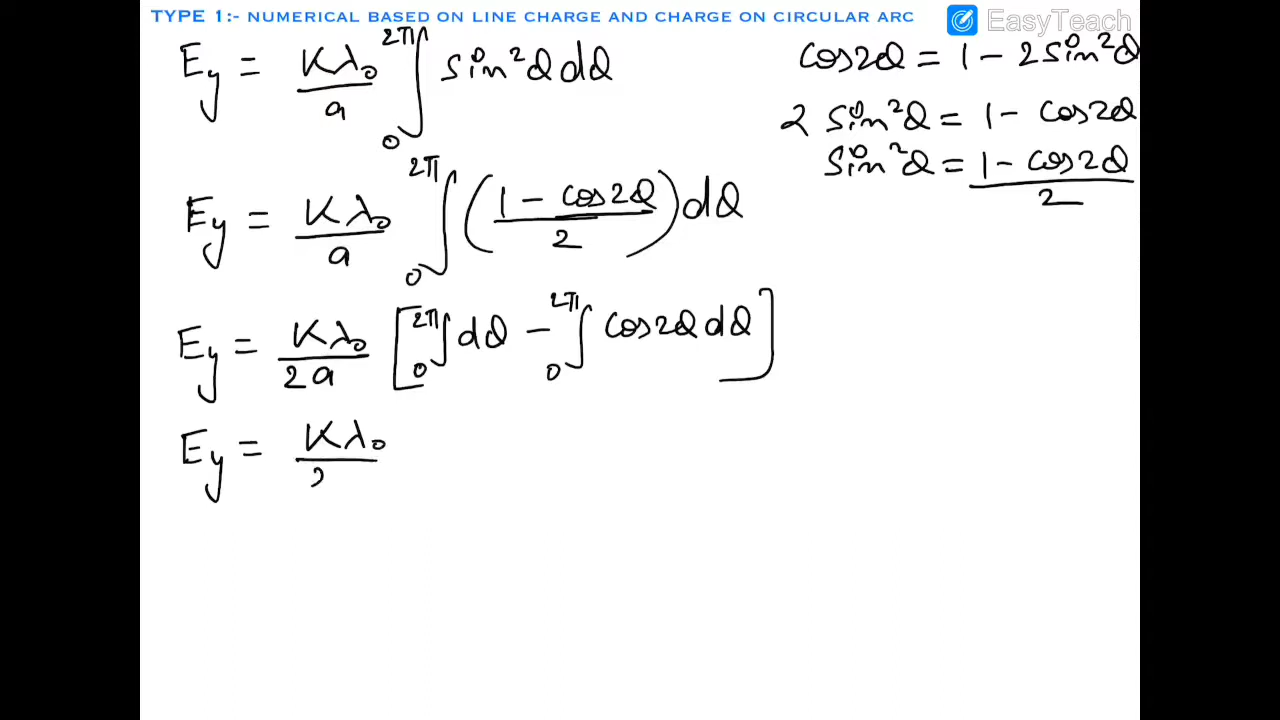 TYPE 1:- NUMERICAL BASED ON LINE CHARGE AND CHARGE ON CIRCULAR ARC
EasyTeach
Ey = Kλ₀/a ₀∫²π sin²θ dθ
cos2θ = 1 - 2sin²θ
2 sin²θ = 1 - cos2θ
sin²θ = (1 - cos2θ)/2
Ey = Kλ₀/a ₀∫²π ((1 - cos2θ)/2) dθ
Ey = Kλ₀/2a [₀∫²π dθ - ₀∫²π cos2θ dθ]
Ey = Kλ₀/